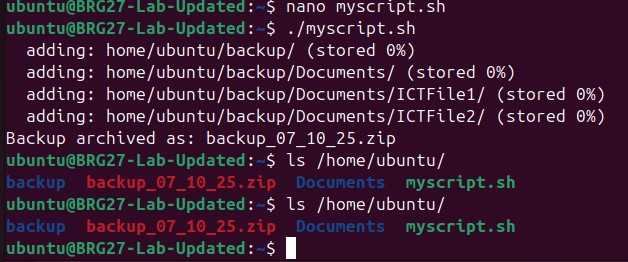 ubuntu@BRG27-Lab-Updated:~$ nano myscript.sh
ubuntu@BRG27-Lab-Updated:~$ ./myscript.sh
  adding: home/ubuntu/backup/ (stored 0%)
  adding: home/ubuntu/backup/Documents/ (stored 0%)
  adding: home/ubuntu/backup/Documents/ICTFile1/ (stored 0%)
  adding: home/ubuntu/backup/Documents/ICTFile2/ (stored 0%)
Backup archived as: backup_07_10_25.zip
ubuntu@BRG27-Lab-Updated:~$ ls /home/ubuntu/
backup  backup_07_10_25.zip  Documents  myscript.sh
ubuntu@BRG27-Lab-Updated:~$ ls /home/ubuntu/
backup  backup_07_10_25.zip  Documents  myscript.sh
ubuntu@BRG27-Lab-Updated:~$